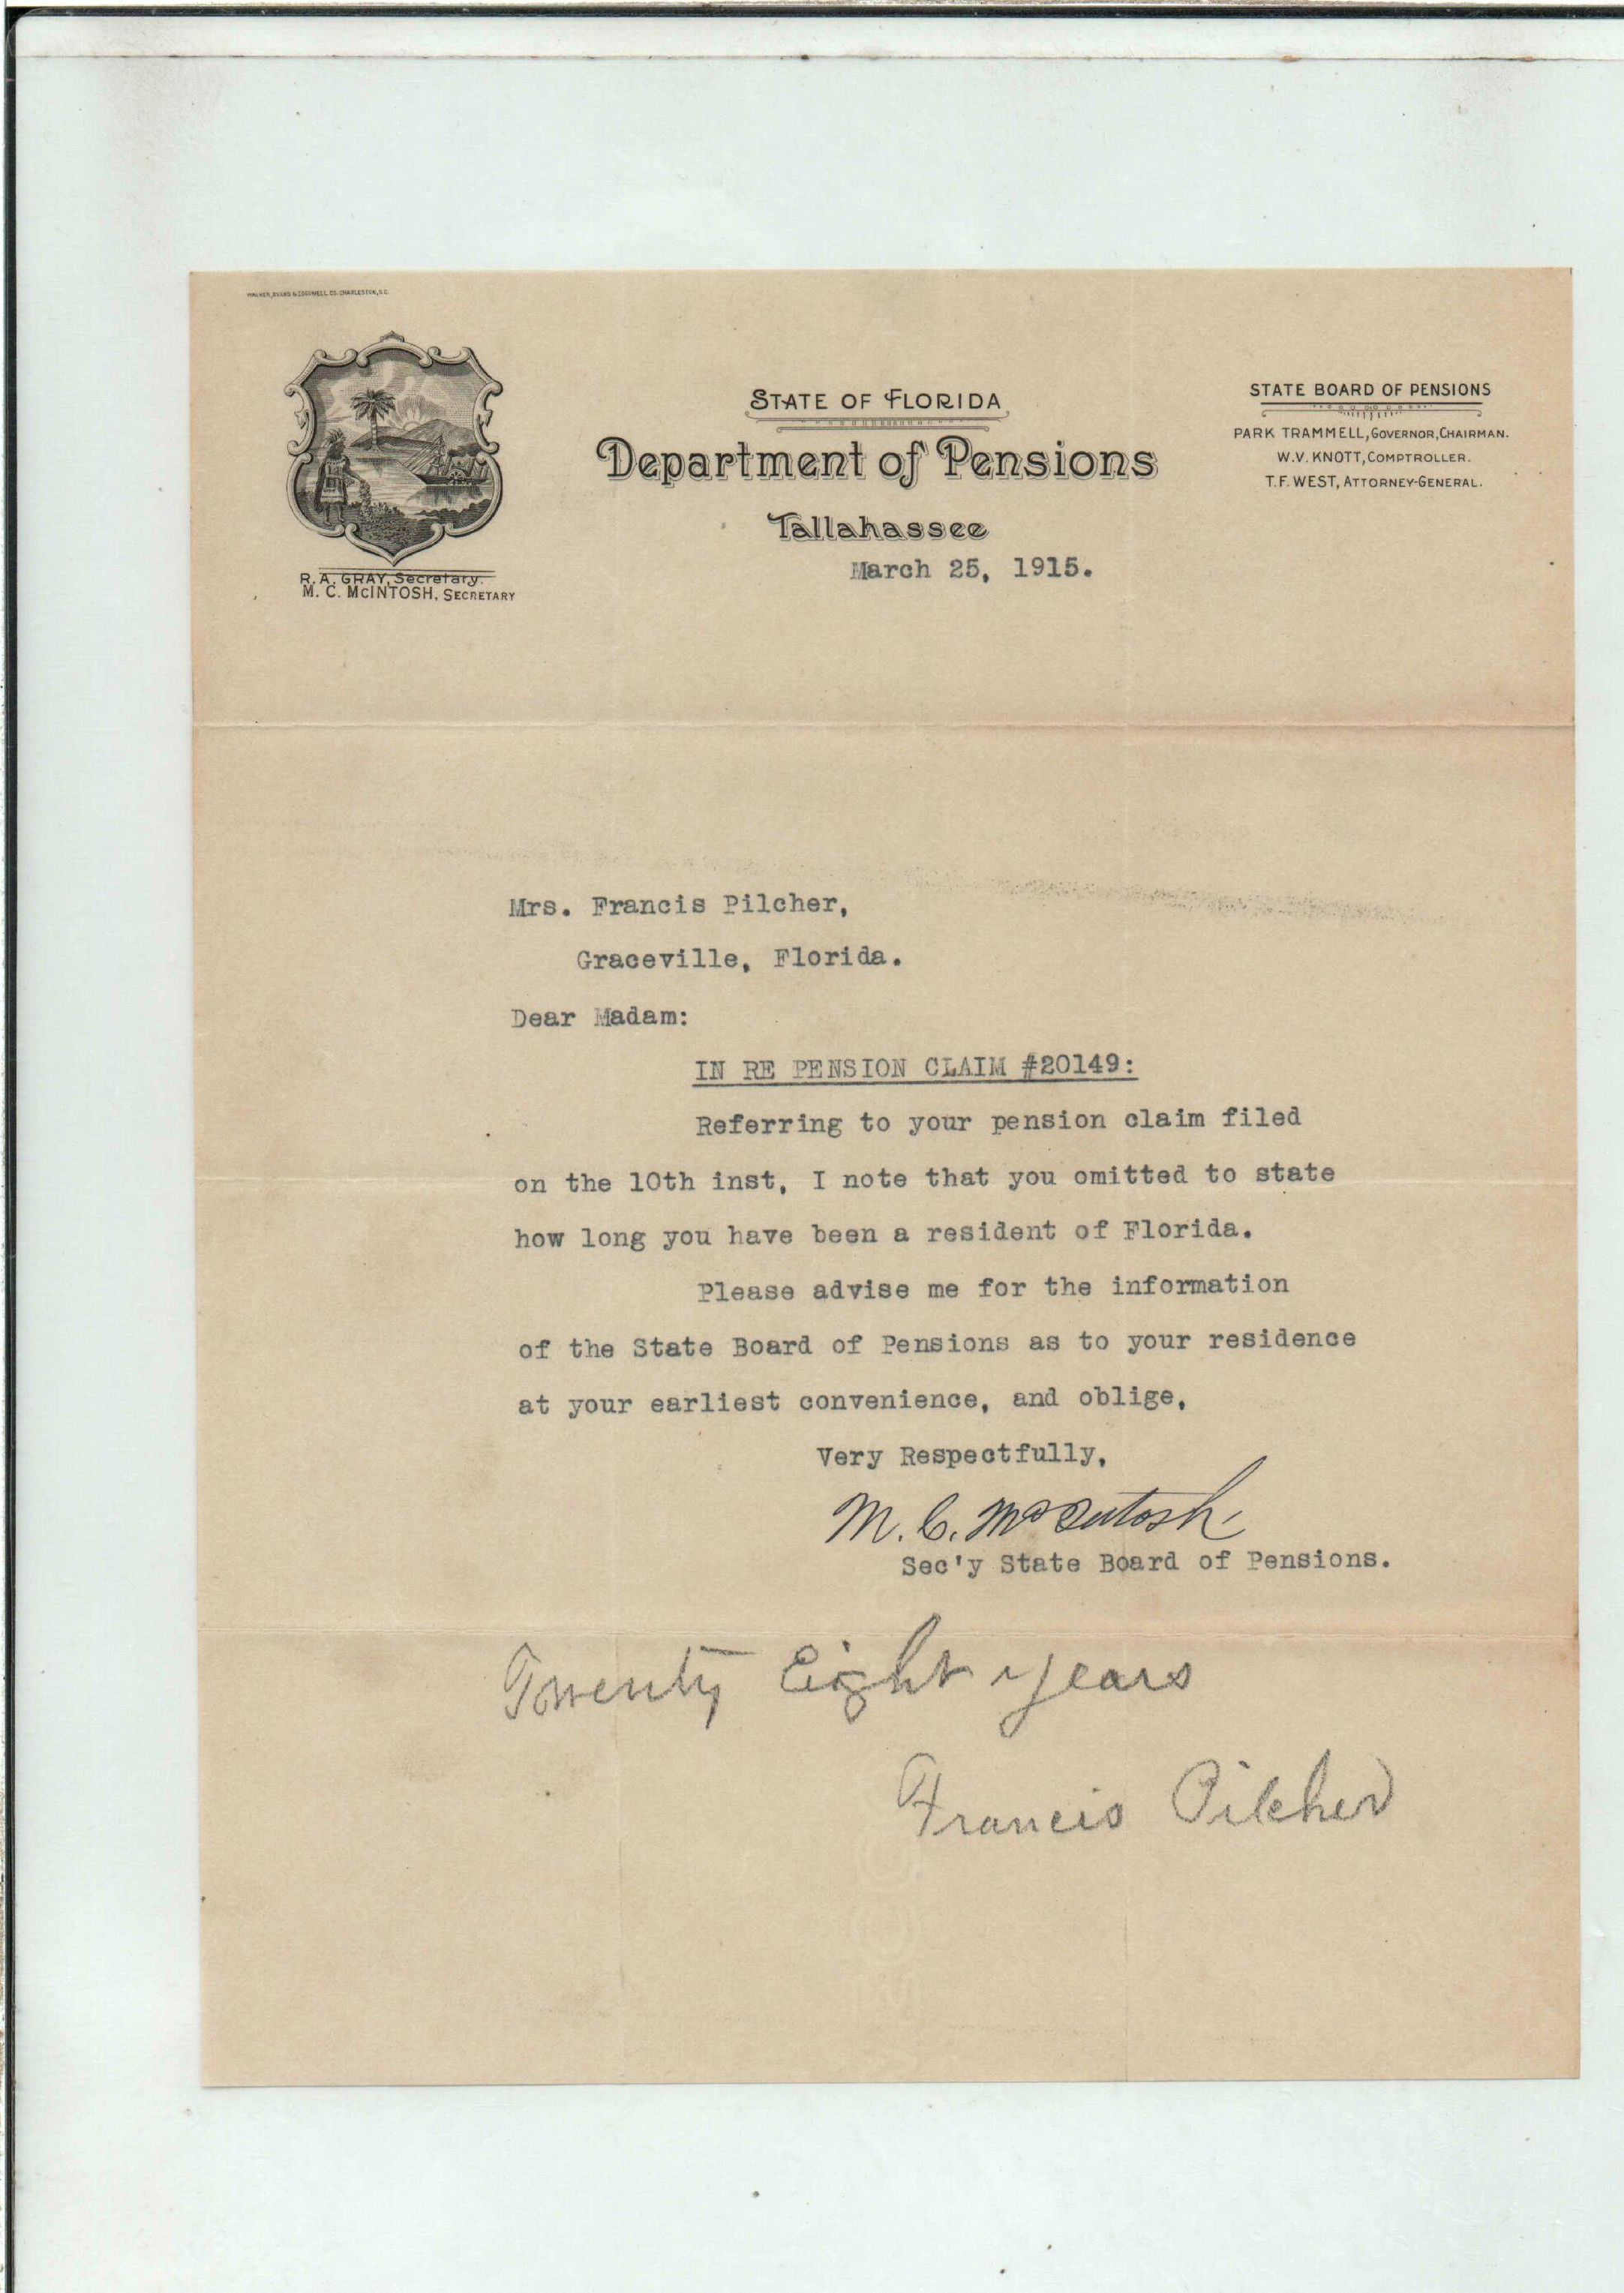 WALKER, EVANS & COGSWELL CO. CHARLESTON, S.C.
STATE OF FLORIDA
Department of Pensions
Tallahassee
March 25, 1915.
STATE BOARD OF PENSIONS
PARK TRAMMELL, GOVERNOR, CHAIRMAN.
W.V. KNOTT, COMPTROLLER.
T.F. WEST, ATTORNEY-GENERAL.
R. A. GRAY, Secretary.
M. C. McINTOSH, SECRETARY
Mrs. Francis Pilcher,
Graceville, Florida.
Dear Madam:
IN RE PENSION CLAIM #20149:
Referring to your pension claim filed
on the 10th inst, I note that you omitted to state
how long you have been a resident of Florida.
Please advise me for the information
of the State Board of Pensions as to your residence
at your earliest convenience, and oblige,
Very Respectfully,
M. C. McIntosh
Sec'y State Board of Pensions.
Twenty Eight years
Francis Pilcher